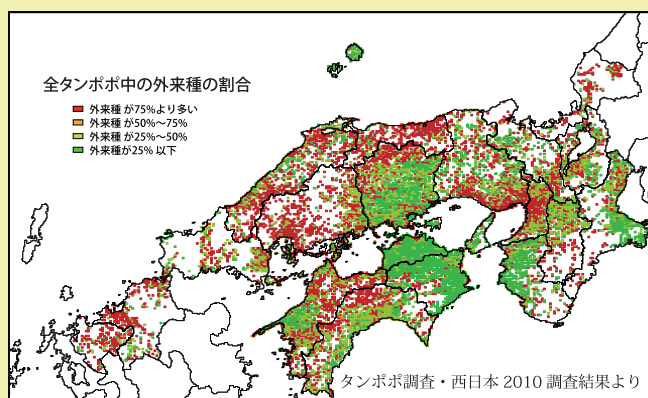 全タンポポ中の外来種の割合
外来種 が75%より多い
外来種 が50%～75%
外来種 が25%～50%
外来種が25% 以下
タンポポ調査・西日本 2010 調査結果より